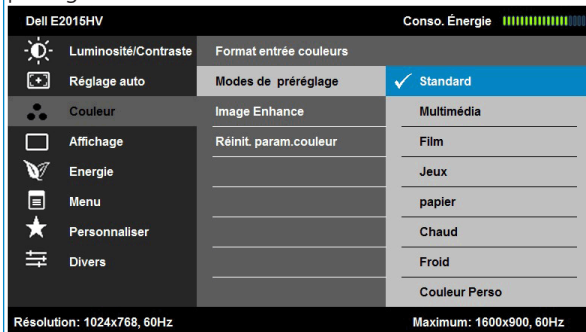 Dell E2015HV Conso. Énergie
Luminosité/Contraste Format entrée couleurs
Réglage auto Modes de préréglage Standard
Couleur Image Enhance Multimédia
Affichage Réinit. param.couleur Film
Energie Jeux
Menu papier
Personnaliser Chaud
Divers Froid
Couleur Perso
Résolution: 1024x768, 60Hz Maximum: 1600x900, 60Hz